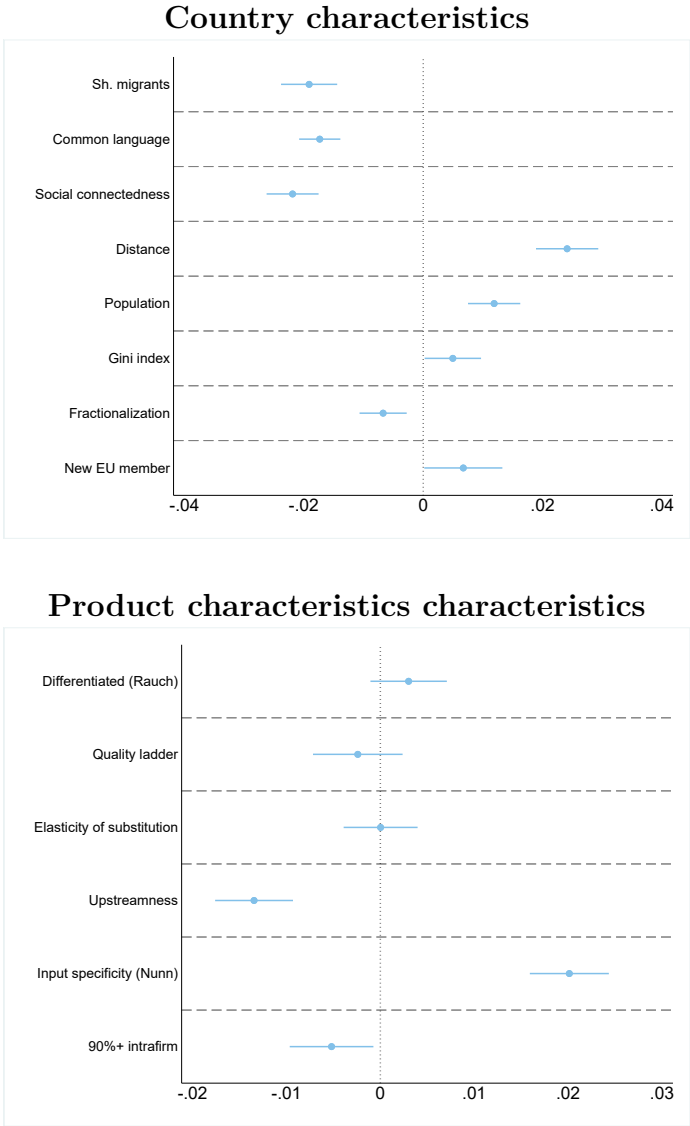 Country characteristics
Sh. migrants
Common language
Social connectedness
Distance
Population
Gini index
Fractionalization
New EU member
-.04 -.02 0 .02 .04
Product characteristics characteristics
Differentiated (Rauch)
Quality ladder
Elasticity of substitution
Upstreamness
Input specificity (Nunn)
90%+ intrafirm
-.02 -.01 0 .01 .02 .03